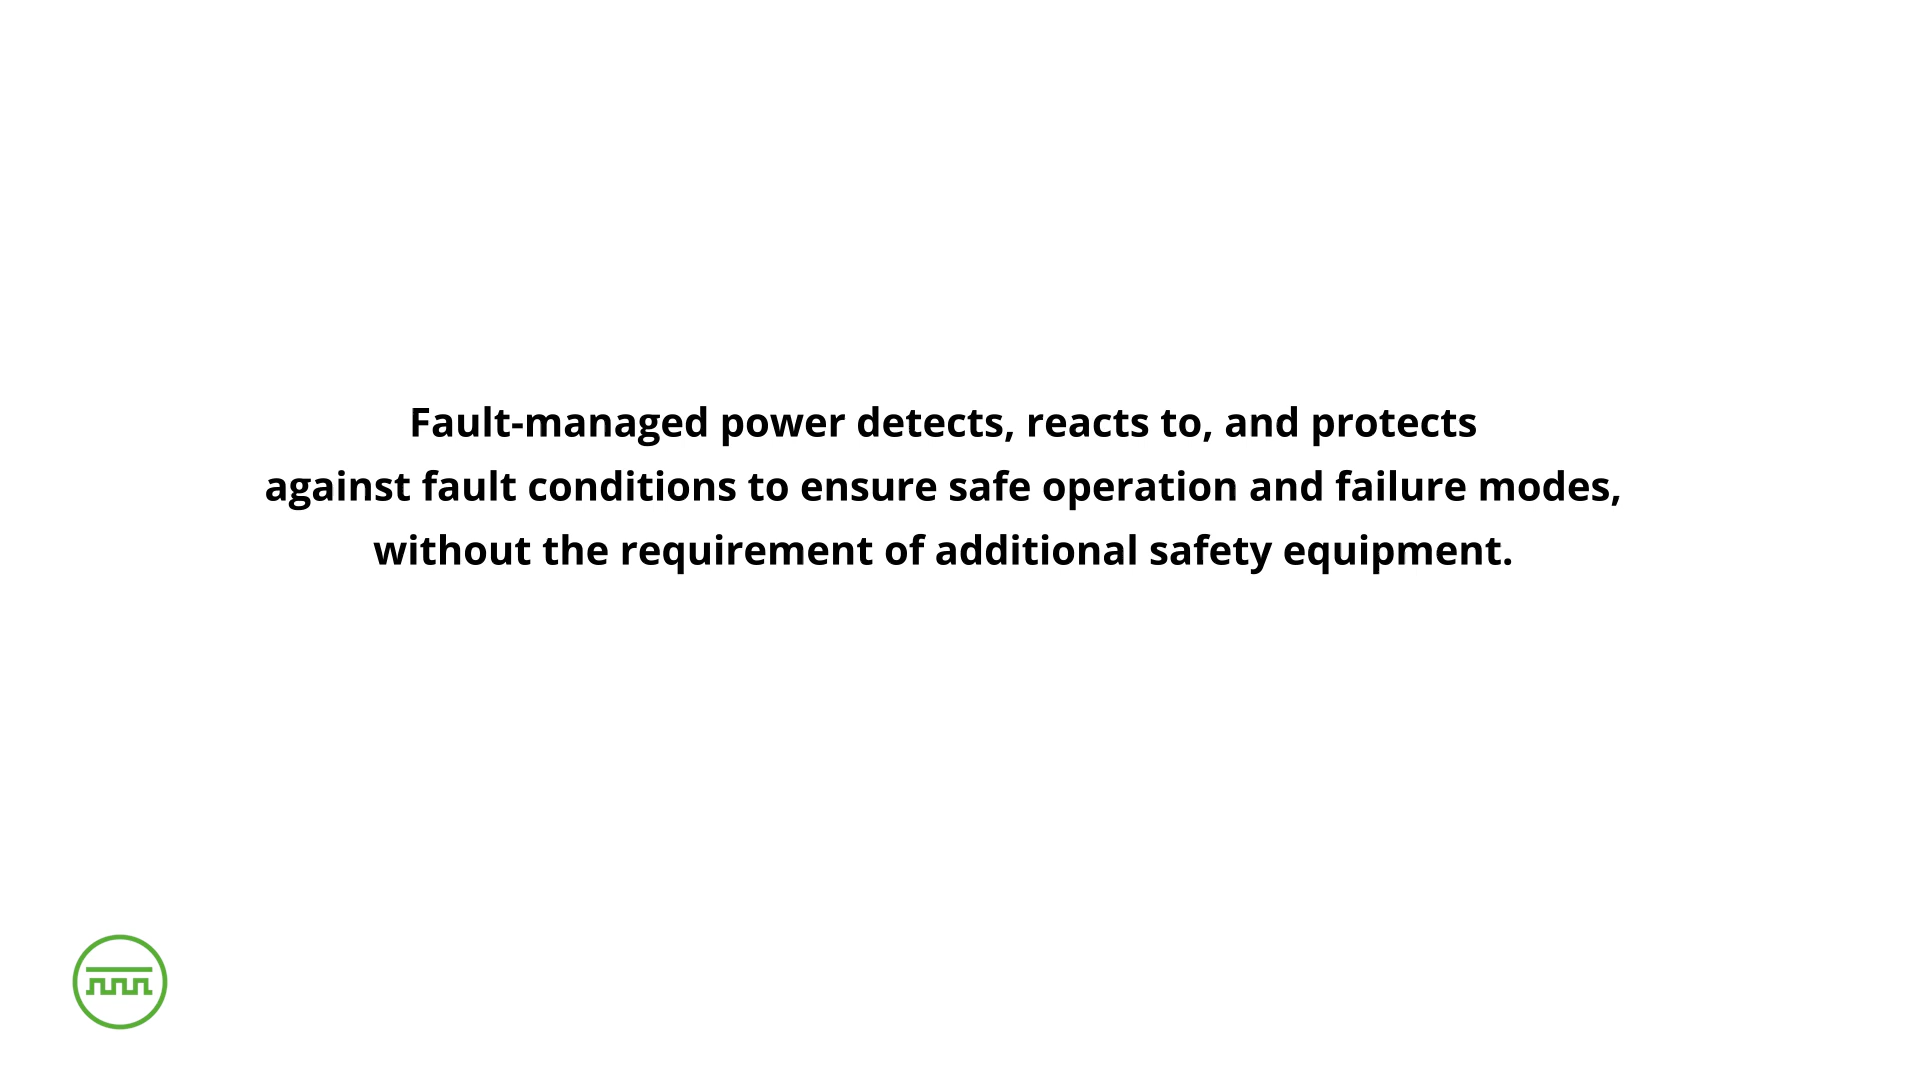 Fault-managed power detects, reacts to, and protects
against fault conditions to ensure safe operation and failure modes,
without the requirement of additional safety equipment.